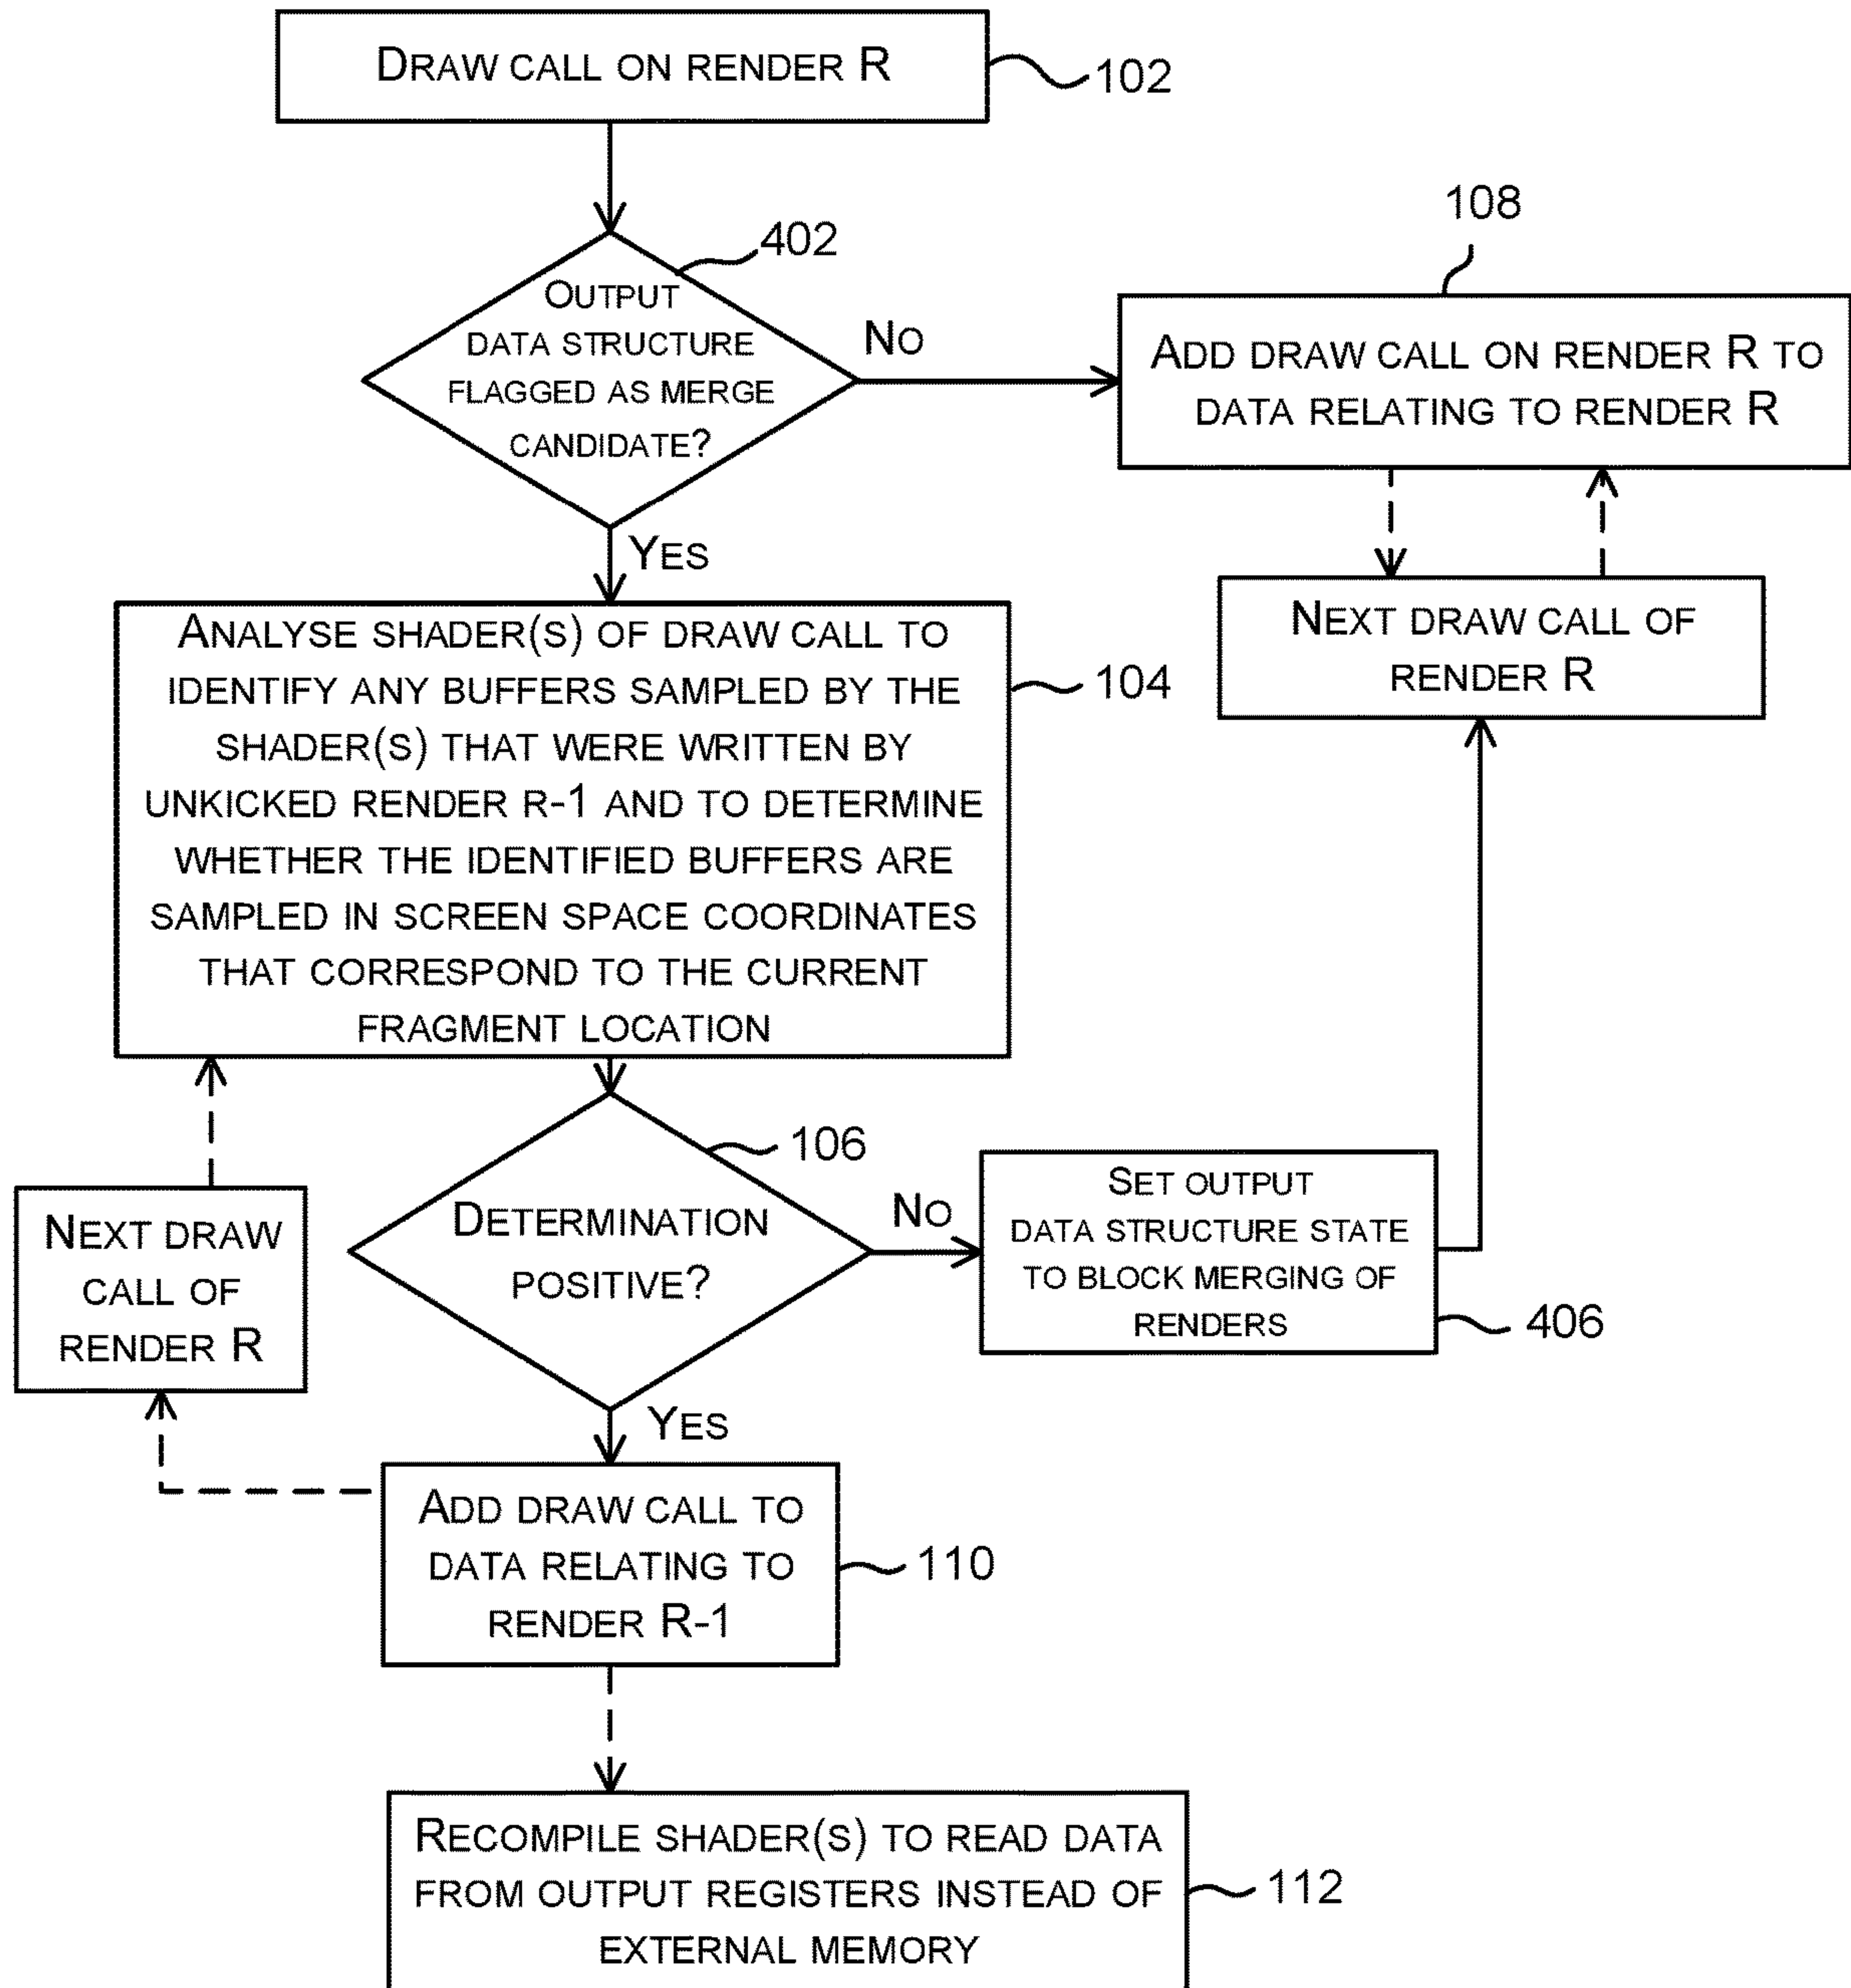 DRAW CALL ON RENDER R
102
402
OUTPUT
DATA STRUCTURE
FLAGGED AS MERGE
CANDIDATE?
NO
108
ADD DRAW CALL ON RENDER R TO
DATA RELATING TO RENDER R
YES
NEXT DRAW CALL OF
RENDER R
ANALYSE SHADER(S) OF DRAW CALL TO
IDENTIFY ANY BUFFERS SAMPLED BY THE
SHADER(S) THAT WERE WRITTEN BY
UNKICKED RENDER R-1 AND TO DETERMINE
WHETHER THE IDENTIFIED BUFFERS ARE
SAMPLED IN SCREEN SPACE COORDINATES
THAT CORRESPOND TO THE CURRENT
FRAGMENT LOCATION
104
106
DETERMINATION
POSITIVE?
NO
SET OUTPUT
DATA STRUCTURE STATE
TO BLOCK MERGING OF
RENDERS
406
NEXT DRAW
CALL OF
RENDER R
YES
ADD DRAW CALL TO
DATA RELATING TO
RENDER R-1
110
RECOMPILE SHADER(S) TO READ DATA
FROM OUTPUT REGISTERS INSTEAD OF
EXTERNAL MEMORY
112